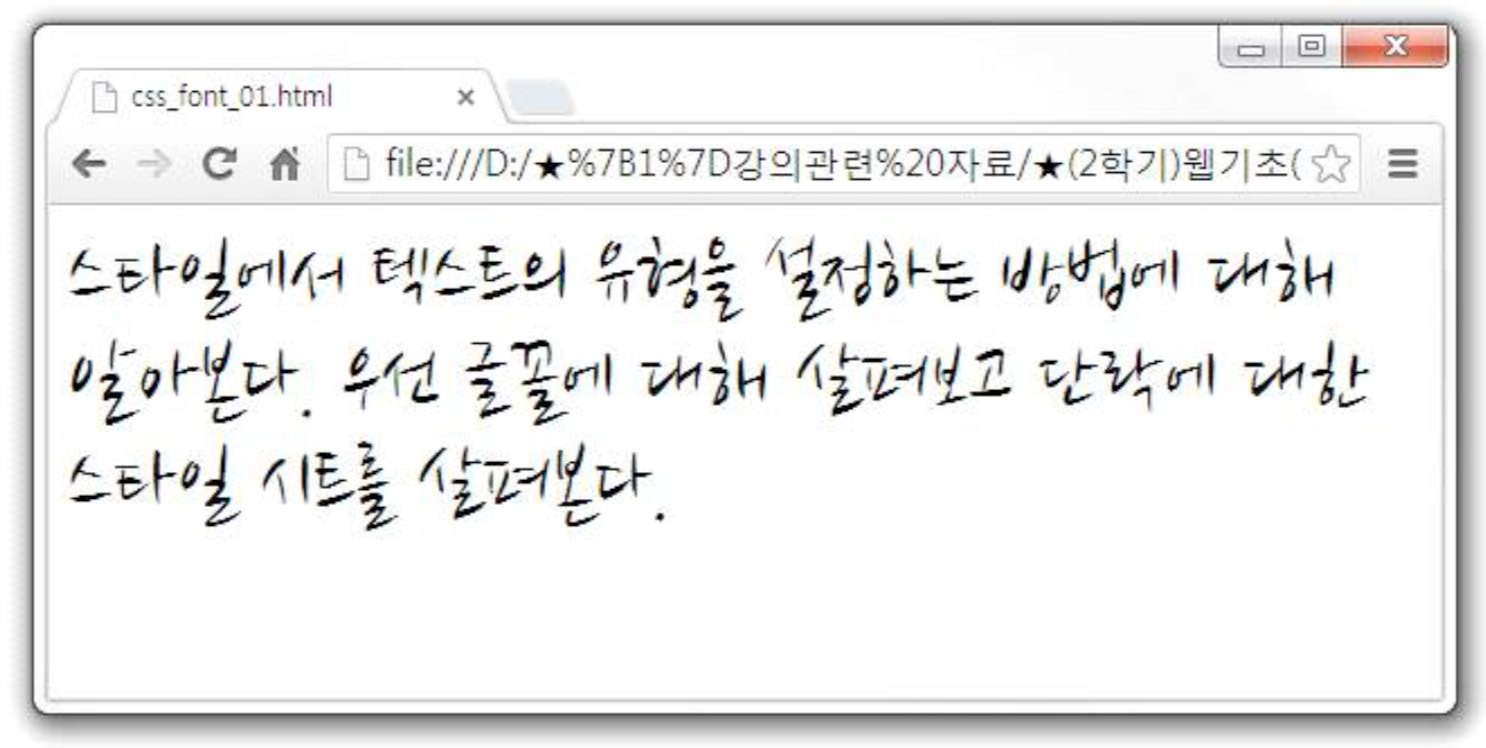 css_font_01.html
file:///D:/★%7B1%7D강의관련%20자료/★(2학기)웹기초(
스타일에서 텍스트의 유형을 설정하는 방법에 대해
알아본다. 우선 글꼴에 대해 살펴보고 단락에 대한
스타일 시트를 살펴본다.